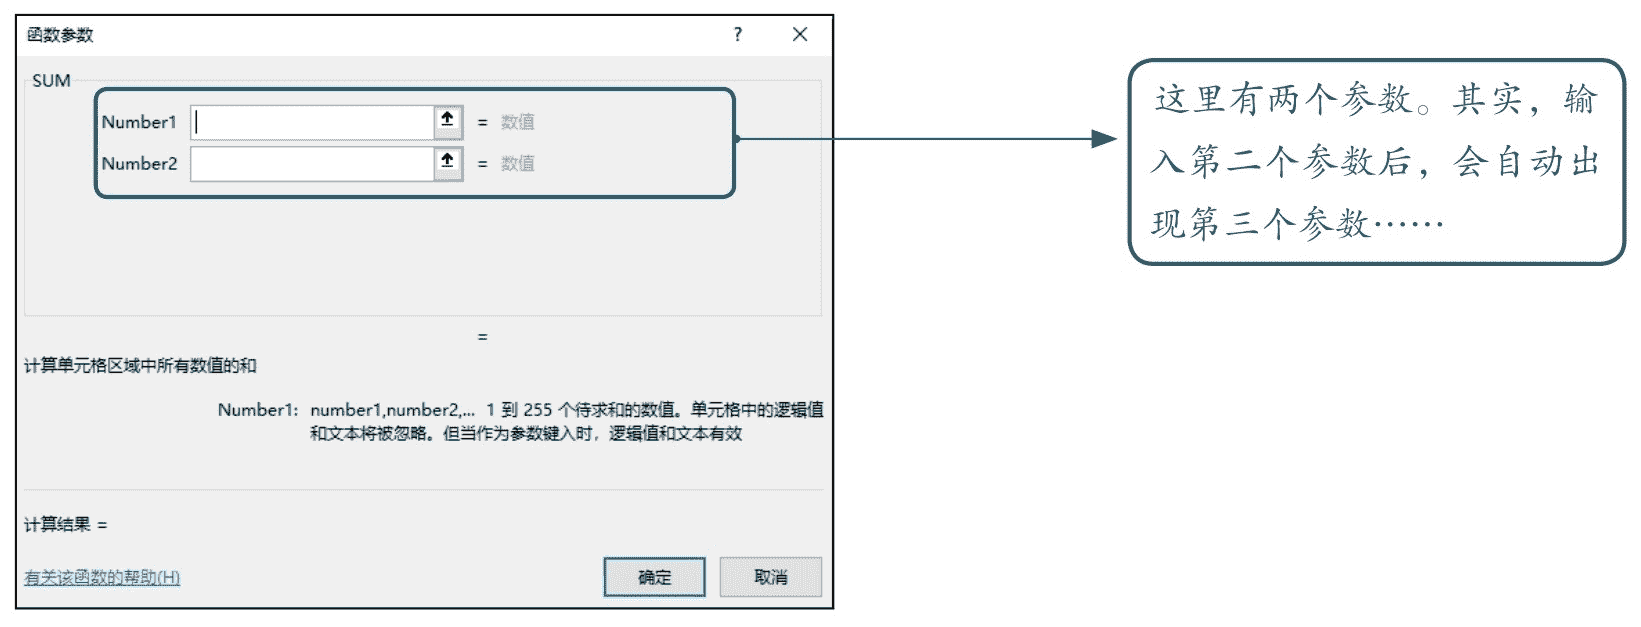 函数参数 ? ×
SUM
Number1 = 数值
Number2 = 数值
这里有两个参数。其实，输
入第二个参数后，会自动出
现第三个参数……
=
计算单元格区域中所有数值的和
Number1: number1,number2,... 1 到 255 个待求和的数值。单元格中的逻辑值
和文本将被忽略。但当作为参数键入时，逻辑值和文本有效
计算结果 =
有关该函数的帮助(H)
确定 取消